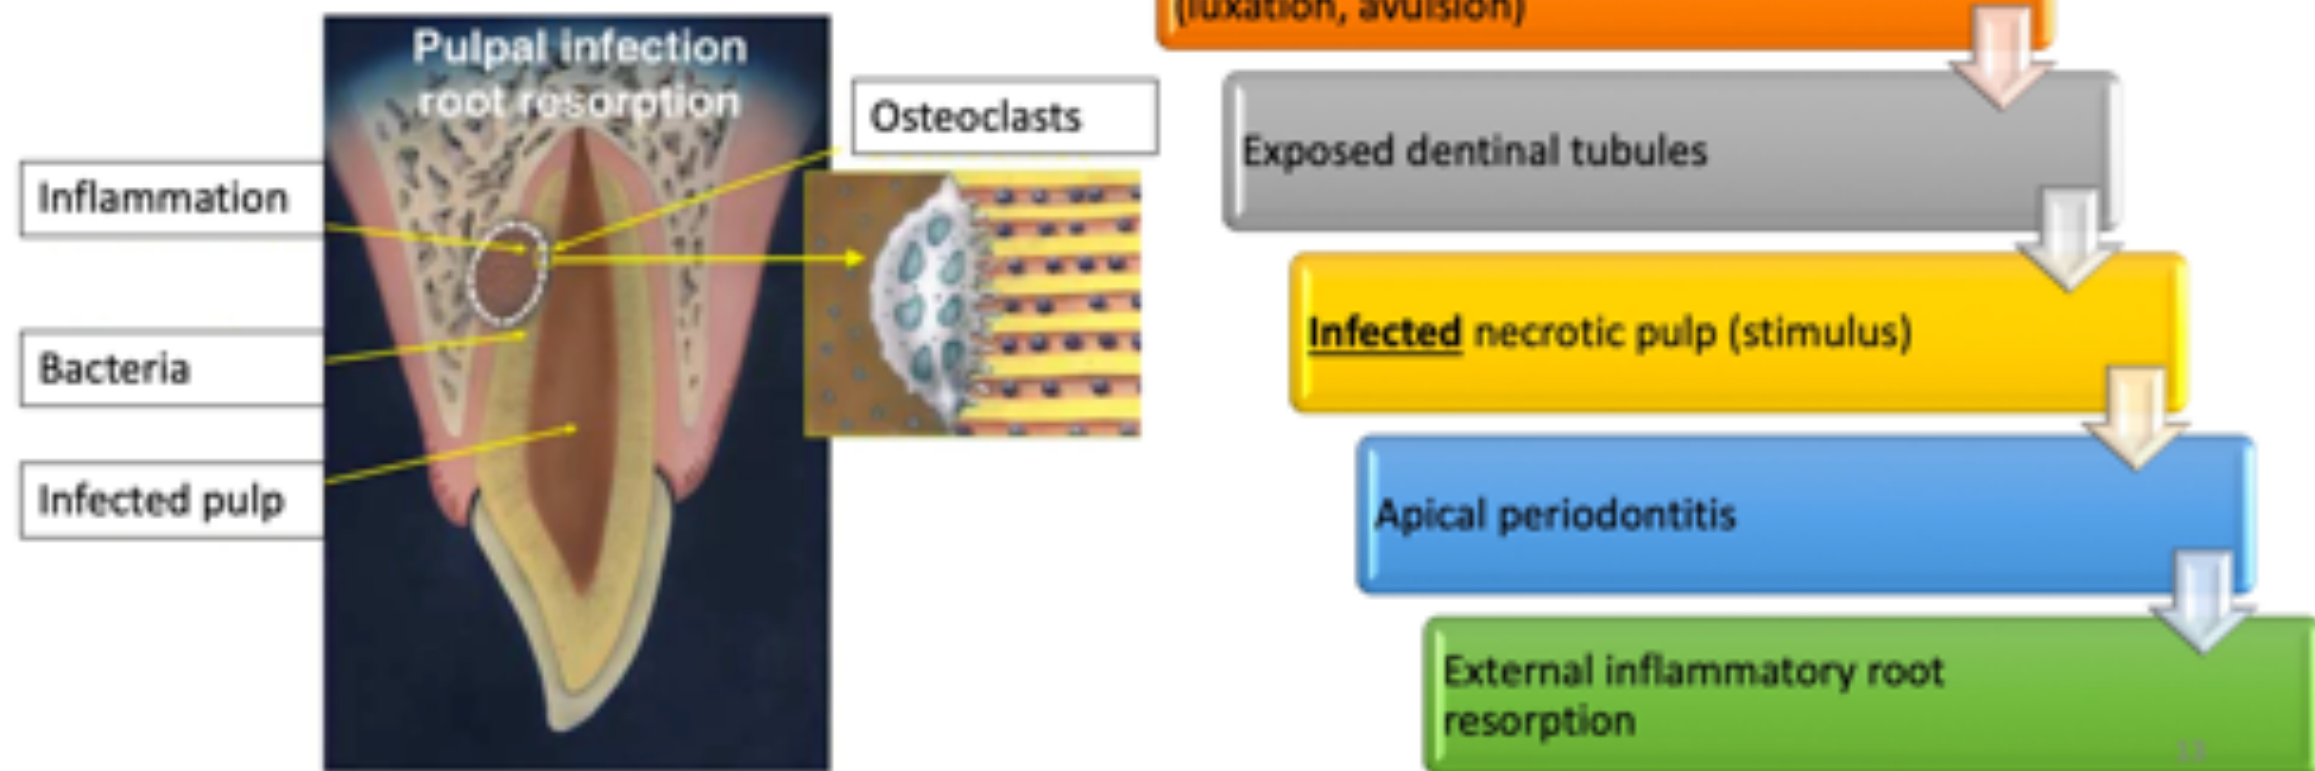 Pulpal infection
root resorption
Osteoclasts
Inflammation
Bacteria
Infected pulp
(luxation, avulsion)
Exposed dentinal tubules
Infected necrotic pulp (stimulus)
Apical periodontitis
External inflammatory root
resorption
13